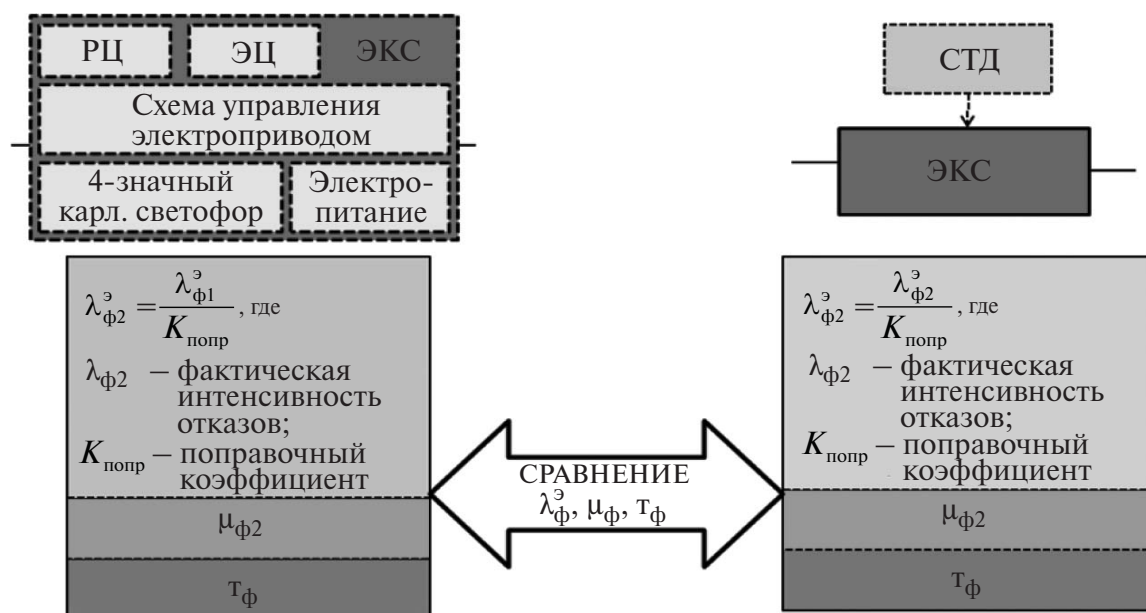 РЦ ЭЦ ЭКС
Схема управления
электроприводом
4-значный
карл. светофор
Электро-
питание
λ^э_ф2 = λ^э_ф1 / K_попр, где
λ_ф2 – фактическая
интенсивность
отказов;
K_попр – поправочный
коэффициент
μ_ф2
τ_ф
СРАВНЕНИЕ
λ^э_ф, μ_ф, τ_ф
СТД
ЭКС
λ^э_ф2 = λ^э_ф2 / K_попр, где
λ_ф2 – фактическая
интенсивность
отказов;
K_попр – поправочный
коэффициент
μ_ф2
τ_ф